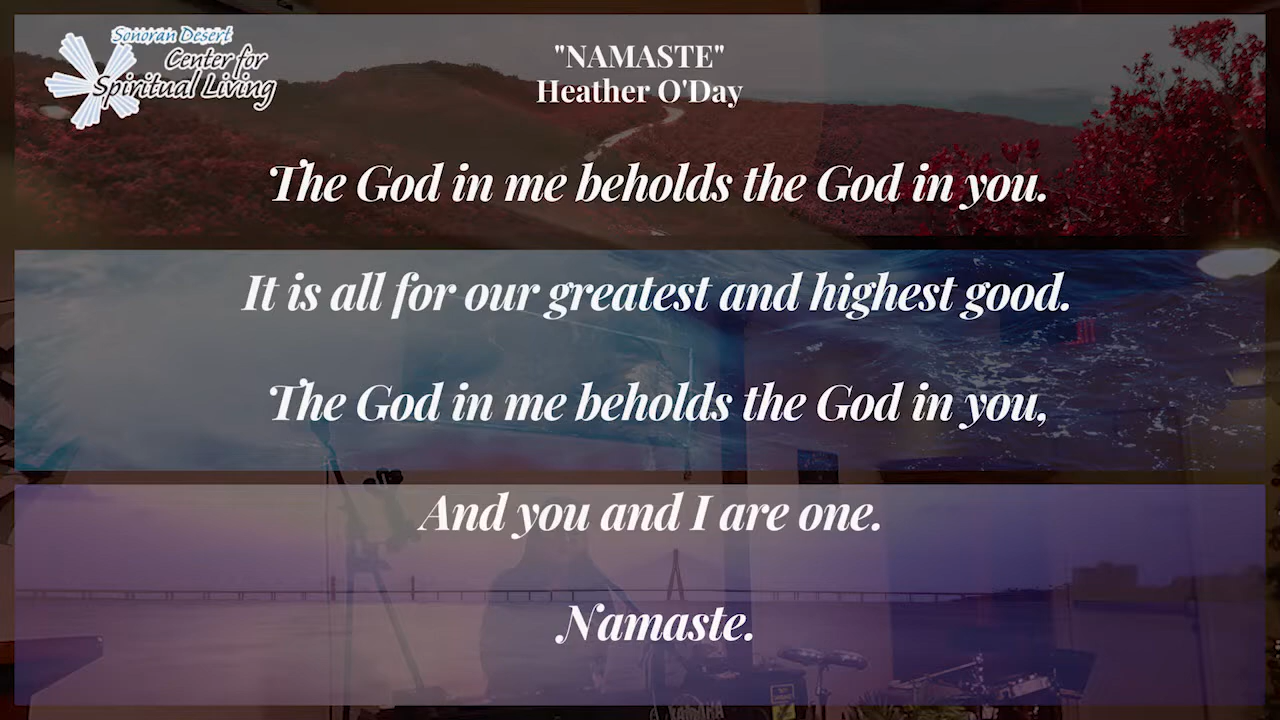 Sonoran Desert
Center for
Spiritual Living
"NAMASTE"
Heather O'Day
The God in me beholds the God in you.
It is all for our greatest and highest good.
The God in me beholds the God in you,
And you and I are one.
Namaste.
YAMAHA